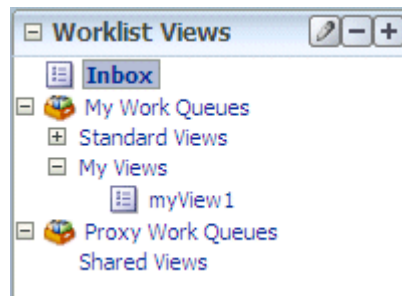 Worklist Views
Inbox
My Work Queues
Standard Views
My Views
myView1
Proxy Work Queues
Shared Views